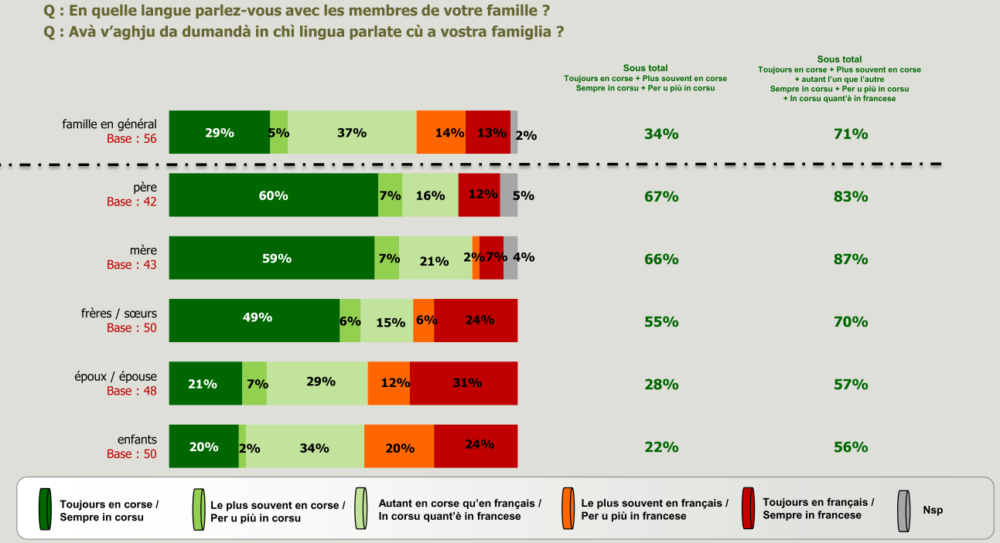 Q : En quelle langue parlez-vous avec les membres de votre famille ?
Q : Avà v’aghju da dumandà in chì lingua parlate cù a vostra famiglia ?
Sous total
Toujours en corse + Plus souvent en corse
Sempre in corsu + Per u più in corsu
Sous total
Toujours en corse + Plus souvent en corse
+ autant l’un que l’autre
Sempre in corsu + Per u più in corsu
+ In corsu quant’è in francese
famille en général
Base : 56
29% 5% 37% 14% 13% 2% 34% 71%
père
Base : 42
60% 7% 16% 12% 5% 67% 83%
mère
Base : 43
59% 7% 21% 2% 7% 4% 66% 87%
frères / sœurs
Base : 50
49% 6% 15% 6% 24% 55% 70%
époux / épouse
Base : 48
21% 7% 29% 12% 31% 28% 57%
enfants
Base : 50
20% 2% 34% 20% 24% 22% 56%
Toujours en corse /
Sempre in corsu
Le plus souvent en corse /
Per u più in corsu
Autant en corse qu’en français /
In corsu quant’è in francese
Le plus souvent en français /
Per u più in francese
Toujours en français /
Sempre in francese
Nsp